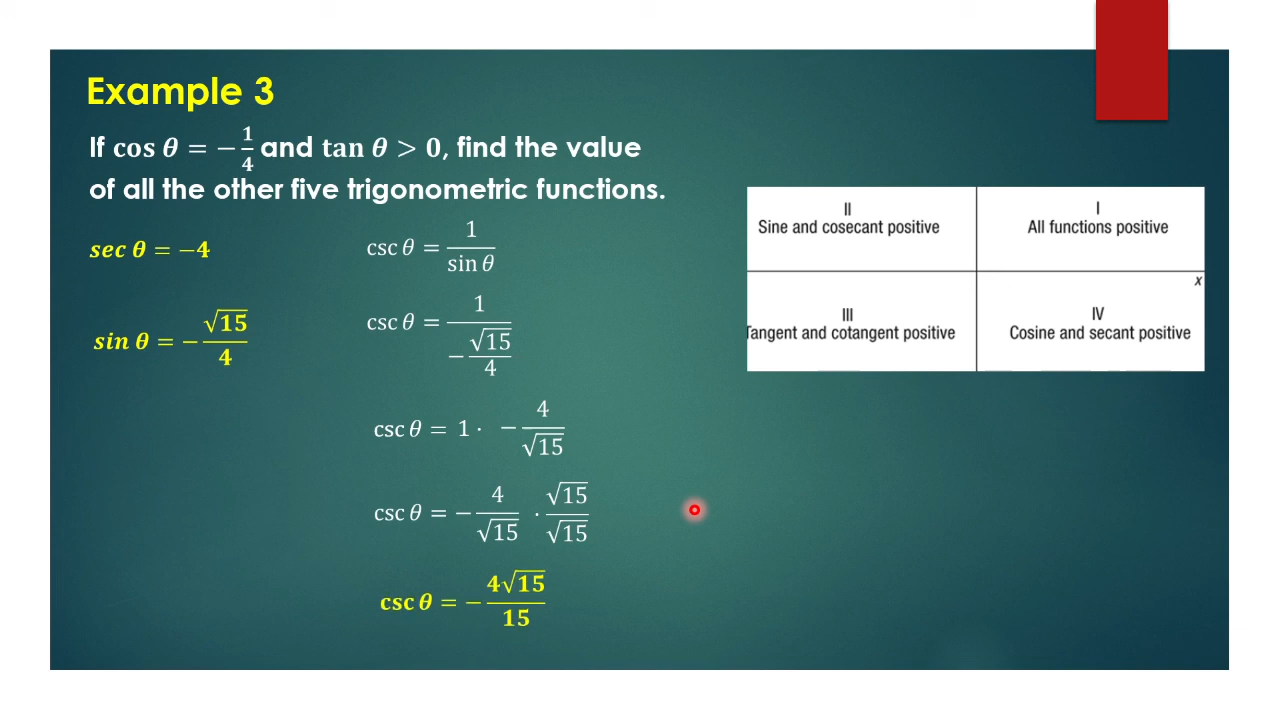 Example 3
If cos θ = −1/4 and tan θ > 0, find the value
of all the other five trigonometric functions.
sec θ = −4
sin θ = −√15/4
csc θ = 1/sin θ
csc θ = 1/(−√15/4)
csc θ = 1 · −4/√15
csc θ = −4/√15 · √15/√15
csc θ = −4√15/15
II
Sine and cosecant positive
I
All functions positive
x
III
Tangent and cotangent positive
IV
Cosine and secant positive